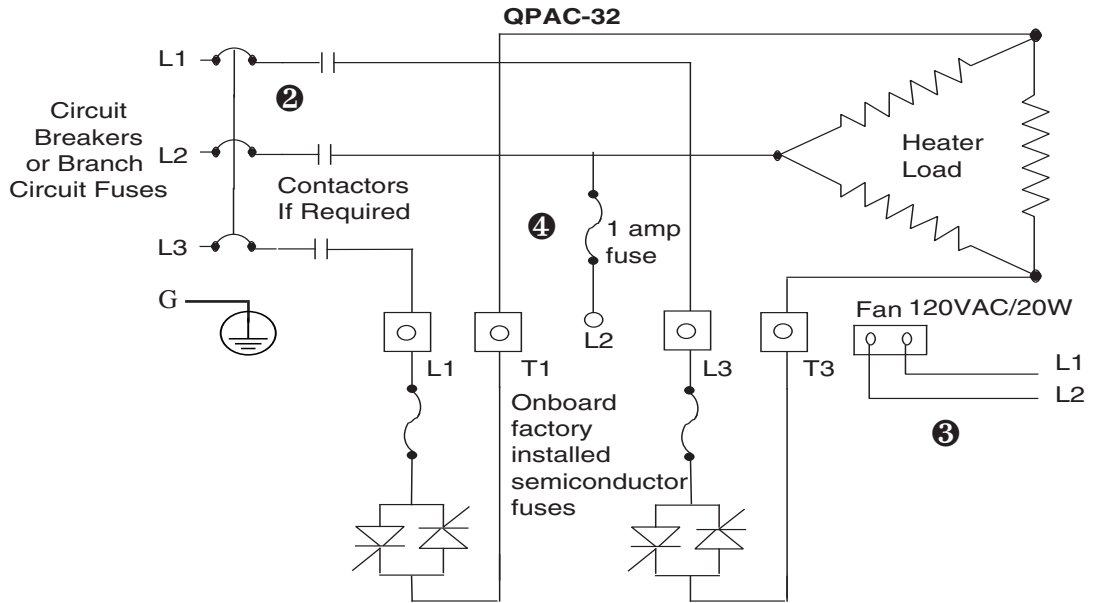 QPAC-32
L1
❷
Circuit
Breakers
or Branch
Circuit Fuses
L2
Contactors
If Required
L3
G
❹
1 amp
fuse
L2
Heater
Load
Fan 120VAC/20W
L1
L2
❸
L1
T1
L3
T3
Onboard
factory
installed
semiconductor
fuses